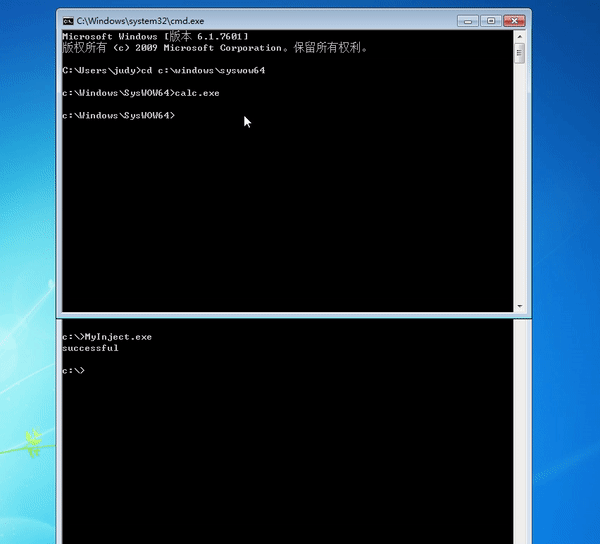 C:\Windows\system32\cmd.exe
Microsoft Windows [版本 6.1.7601]
版权所有 (c) 2009 Microsoft Corporation。保留所有权利。
C:\Users\judy>cd c:\windows\syswow64
c:\Windows\SysWOW64>calc.exe
c:\Windows\SysWOW64>
c:\>MyInject.exe
successful
c:\>